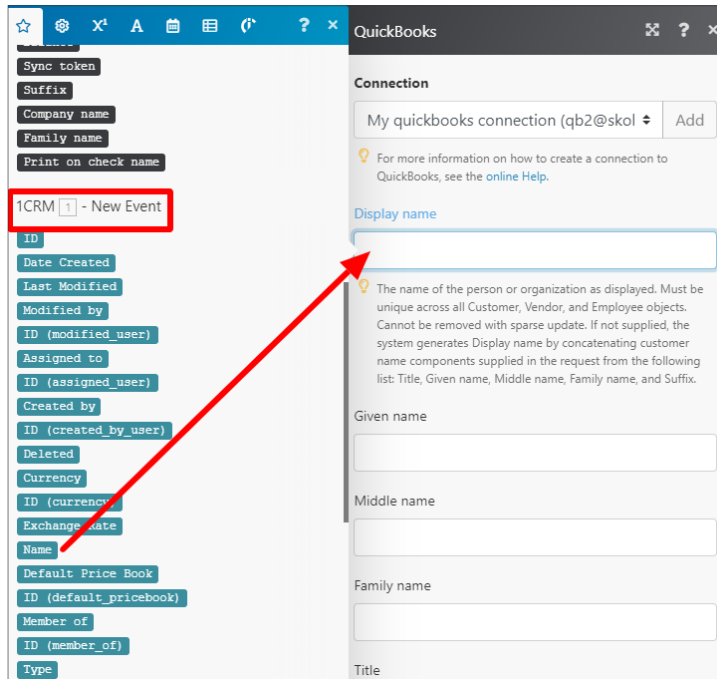 X¹ A ? ×
Sync token
Suffix
Company name
Family name
Print on check name
1CRM 1 - New Event
ID
Date Created
Last Modified
Modified by
ID (modified_user)
Assigned to
ID (assigned_user)
Created by
ID (created_by_user)
Deleted
Currency
ID (currency)
Exchange Rate
Name
Default Price Book
ID (default_pricebook)
Member of
ID (member_of)
Type
QuickBooks ? ×
Connection
My quickbooks connection (qb2@skol Add
For more information on how to create a connection to
QuickBooks, see the online Help.
Display name
The name of the person or organization as displayed. Must be
unique across all Customer, Vendor, and Employee objects.
Cannot be removed with sparse update. If not supplied, the
system generates Display name by concatenating customer
name components supplied in the request from the following
list: Title, Given name, Middle name, Family name, and Suffix.
Given name
Middle name
Family name
Title